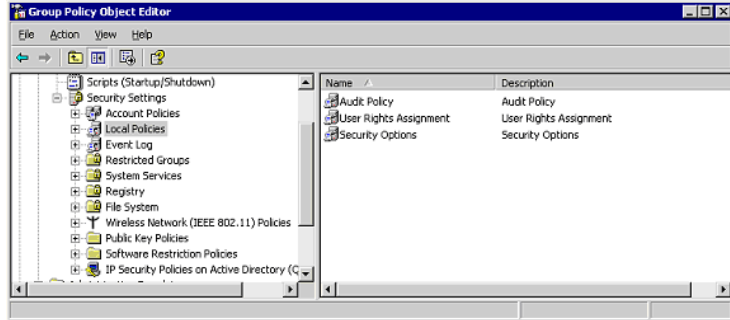 Group Policy Object Editor
File Action View Help
Scripts (Startup/Shutdown)
Security Settings
Account Policies
Local Policies
Event Log
Restricted Groups
System Services
Registry
File System
Wireless Network (IEEE 802.11) Policies
Public Key Policies
Software Restriction Policies
IP Security Policies on Active Directory (
Name Description
Audit Policy Audit Policy
User Rights Assignment User Rights Assignment
Security Options Security Options